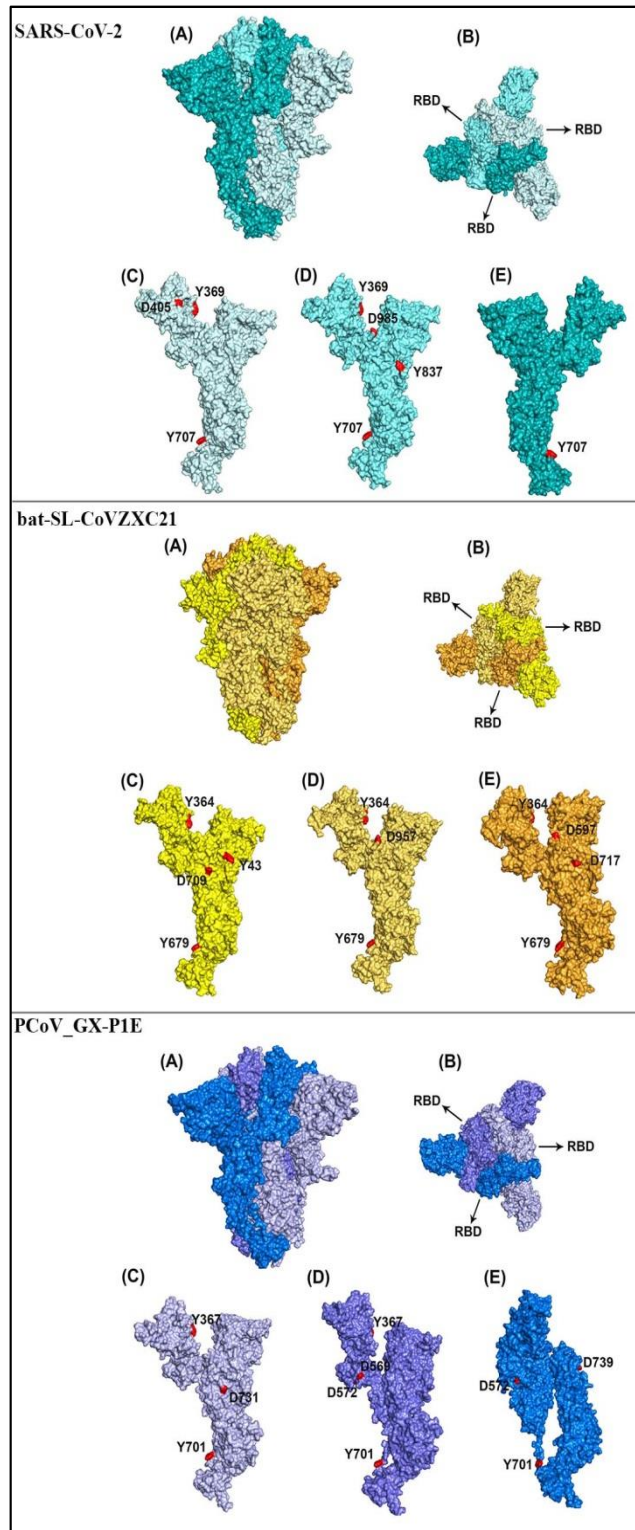 SARS-CoV-2
(A)
(B)
RBD
RBD
RBD
(C)
(D)
(E)
D405
Y369
Y707
Y369
D985
Y837
Y707
Y707
bat-SL-CoVZXC21
(A)
(B)
RBD
RBD
RBD
(C)
(D)
(E)
Y364
Y43
D709
Y679
Y364
D957
Y679
Y364
D597
D717
Y679
PCoV_GX-P1E
(A)
(B)
RBD
RBD
RBD
(C)
(D)
(E)
Y367
D731
Y701
Y367
D569
D572
Y701
D739
D572
Y701